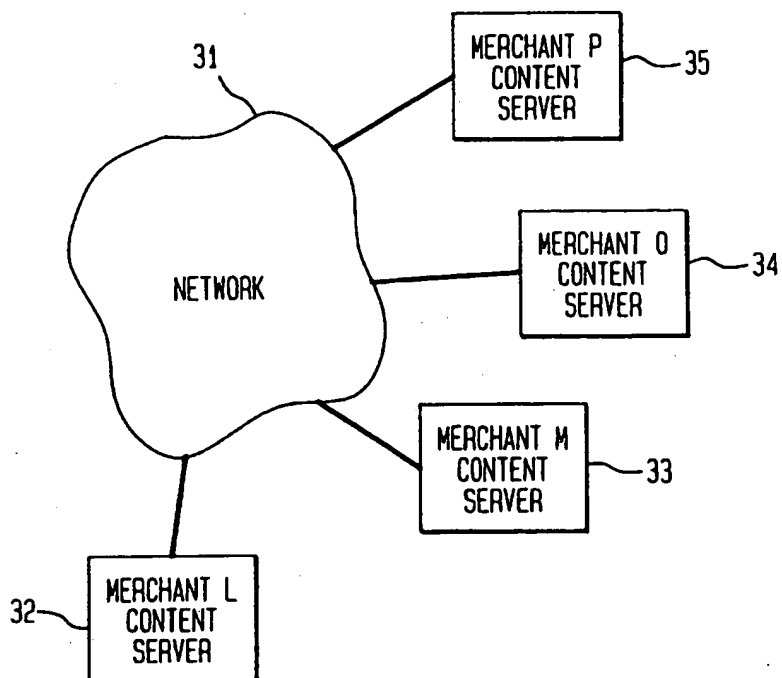 31
MERCHANT P
CONTENT
SERVER
35
NETWORK
MERCHANT O
CONTENT
SERVER
34
MERCHANT M
CONTENT
SERVER
33
MERCHANT L
CONTENT
SERVER
32